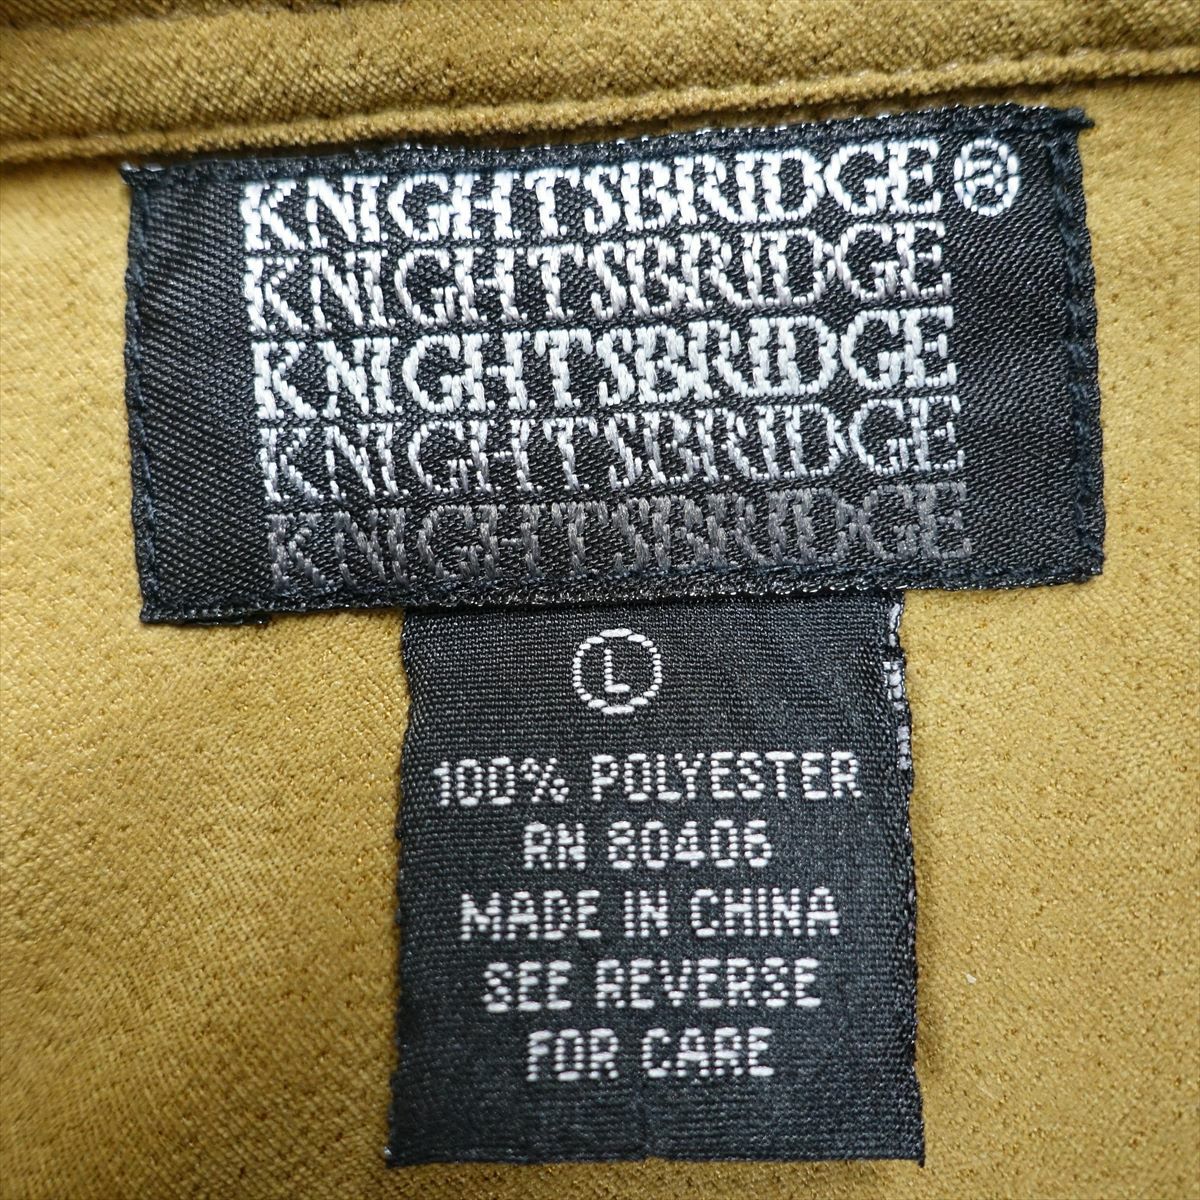 KNIGHTSBRIDGE®
KNIGHTSBRIDGE
KNIGHTSBRIDGE
KNIGHTSBRIDGE
KNIGHTSBRIDGE
L
100% POLYESTER
RN 80406
MADE IN CHINA
SEE REVERSE
FOR CARE